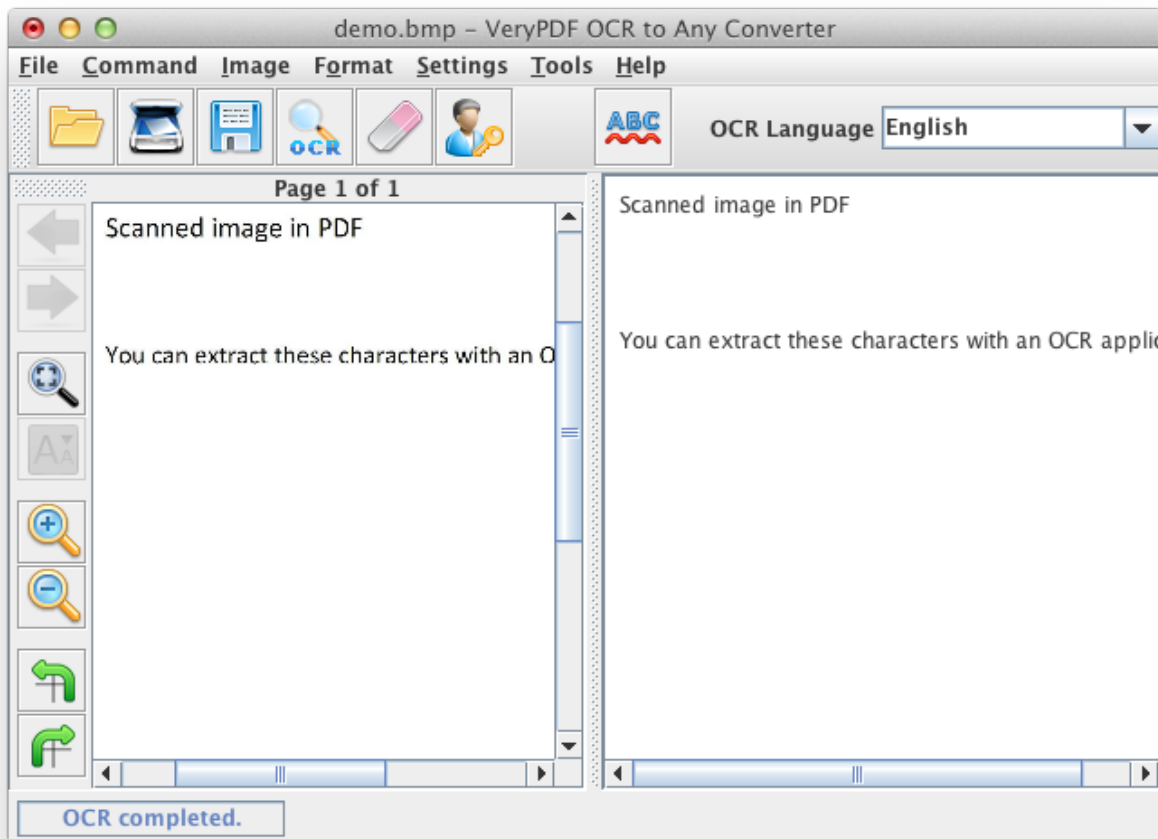 demo.bmp – VeryPDF OCR to Any Converter
File Command Image Format Settings Tools Help
OCR
ABC
OCR Language English
Page 1 of 1
Scanned image in PDF
You can extract these characters with an O
Scanned image in PDF
You can extract these characters with an OCR applic
OCR completed.